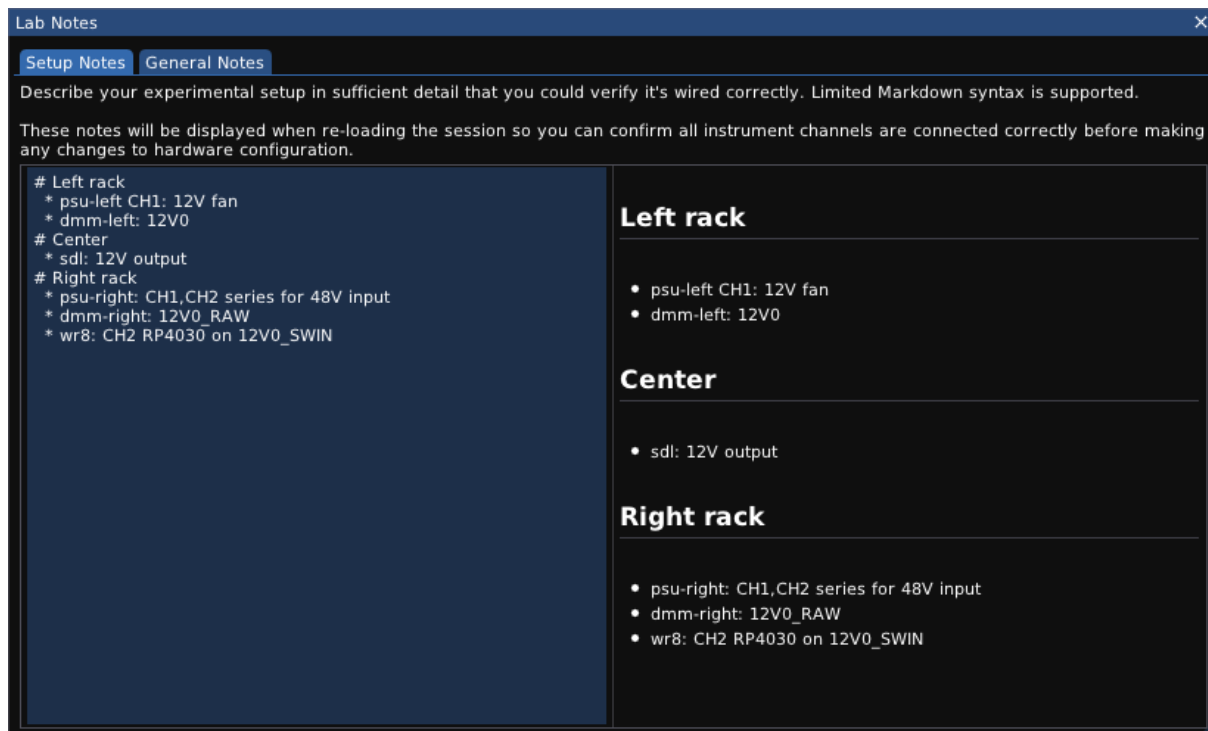 Lab Notes
Setup Notes General Notes
Describe your experimental setup in sufficient detail that you could verify it's wired correctly. Limited Markdown syntax is supported.
These notes will be displayed when re-loading the session so you can confirm all instrument channels are connected correctly before making
any changes to hardware configuration.
# Left rack
* psu-left CH1: 12V fan
* dmm-left: 12V0
# Center
* sdl: 12V output
# Right rack
* psu-right: CH1,CH2 series for 48V input
* dmm-right: 12V0_RAW
* wr8: CH2 RP4030 on 12V0_SWIN
Left rack
• psu-left CH1: 12V fan
• dmm-left: 12V0
Center
• sdl: 12V output
Right rack
• psu-right: CH1,CH2 series for 48V input
• dmm-right: 12V0_RAW
• wr8: CH2 RP4030 on 12V0_SWIN